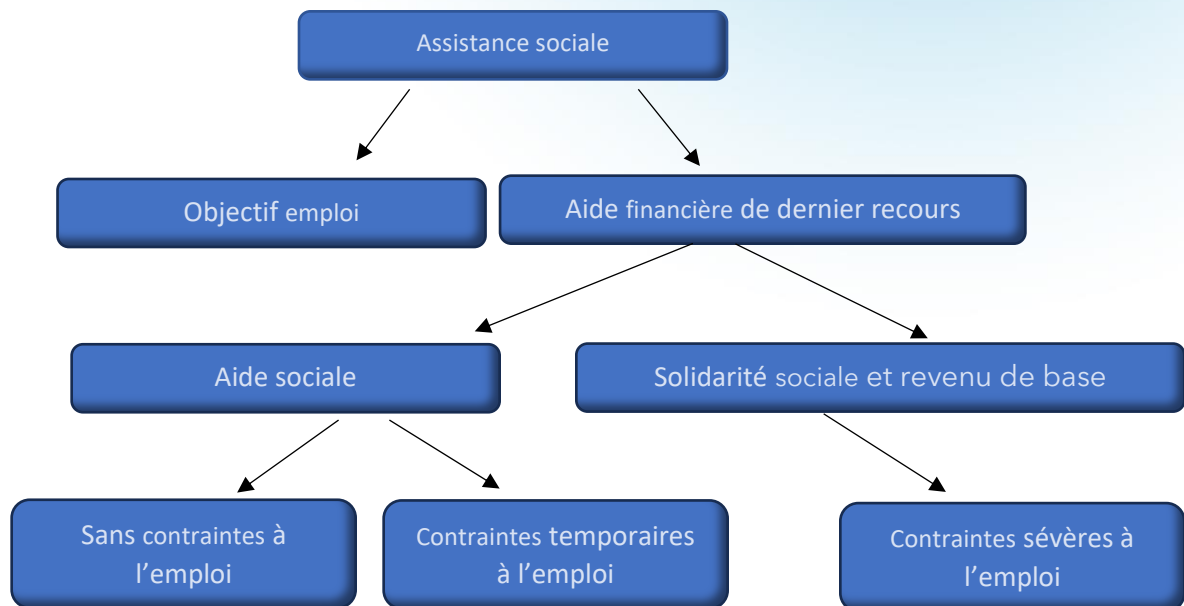 Assistance sociale
Objectif emploi
Aide financière de dernier recours
Aide sociale
Solidarité sociale et revenu de base
Sans contraintes à
l’emploi
Contraintes temporaires
à l’emploi
Contraintes sévères à
l’emploi